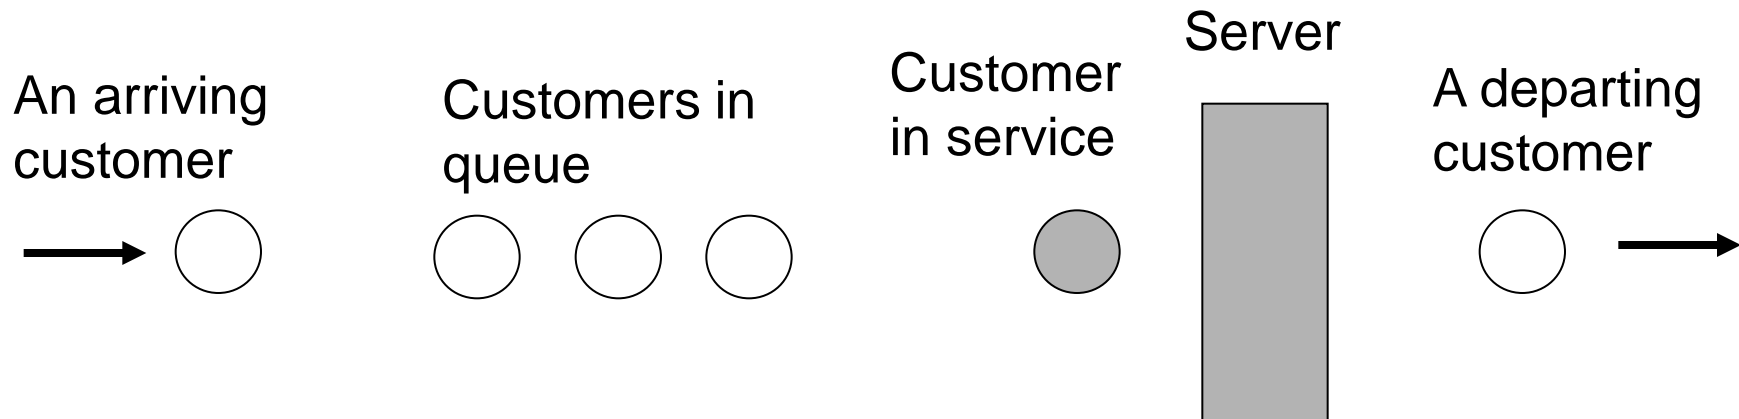 An arriving
customer
Customers in
queue
Customer
in service
Server
A departing
customer